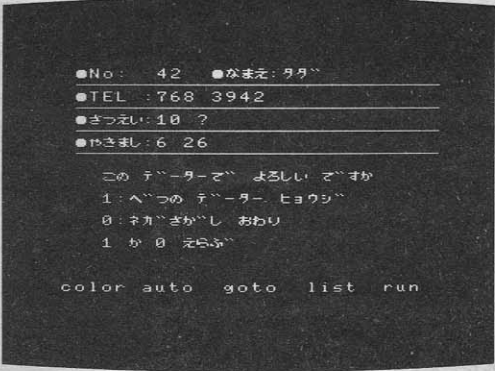 ●No: 42 ●なまえ:タダ
●TEL :768 3942
●さつえい:10 ?
●やきまし:6 26
この データーで よろしい ですか
1:べつの データー ヒョウジ
0:ネガさがし おわり
1 か 0 えらぶ
color auto goto list run